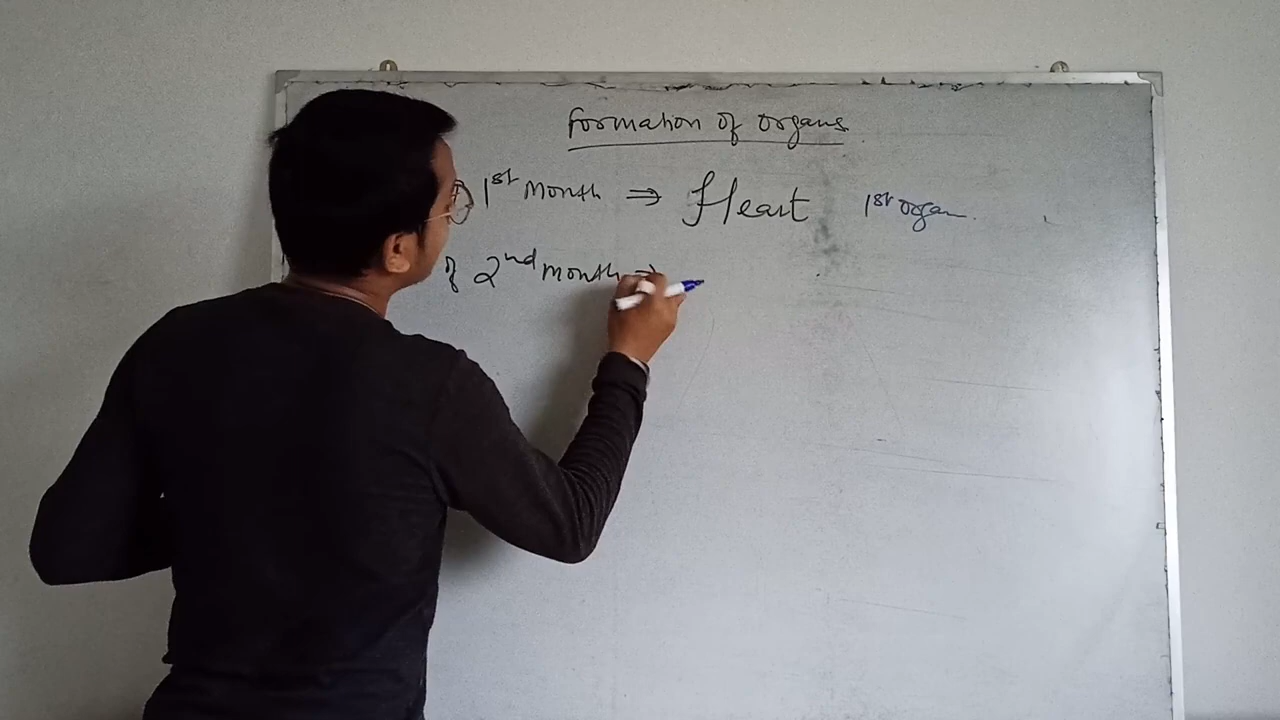 Formation of organs
1st Month ⇒ Heart 1st organ
2nd month ⇒